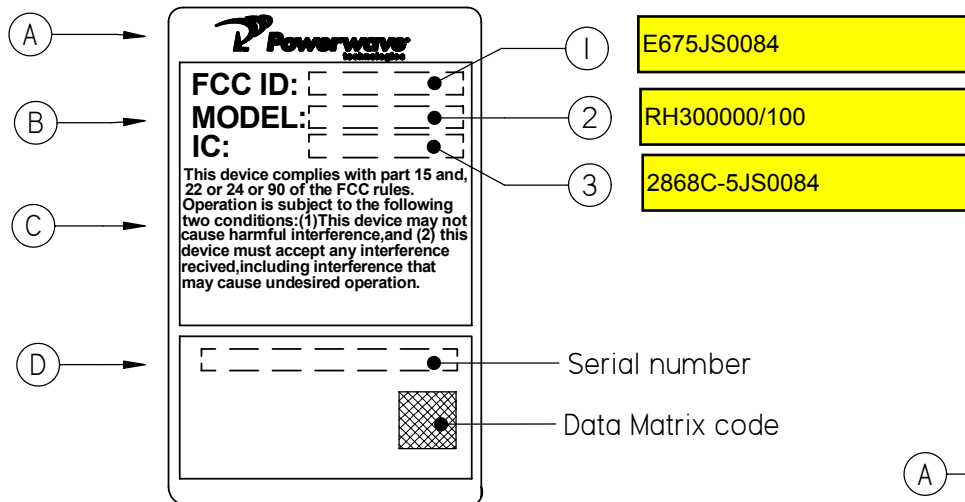 A
Powerwave
technologies
1
E675JS0084
FCC ID:
B
MODEL:
2
RH300000/100
IC:
3
2868C-5JS0084
This device complies with part 15 and,
22 or 24 or 90 of the FCC rules.
Operation is subject to the following
C
two conditions:(1)This device may not
cause harmful interference,and (2) this
device must accept any interference
recived,including interference that
may cause undesired operation.
D
Serial number
Data Matrix code
A